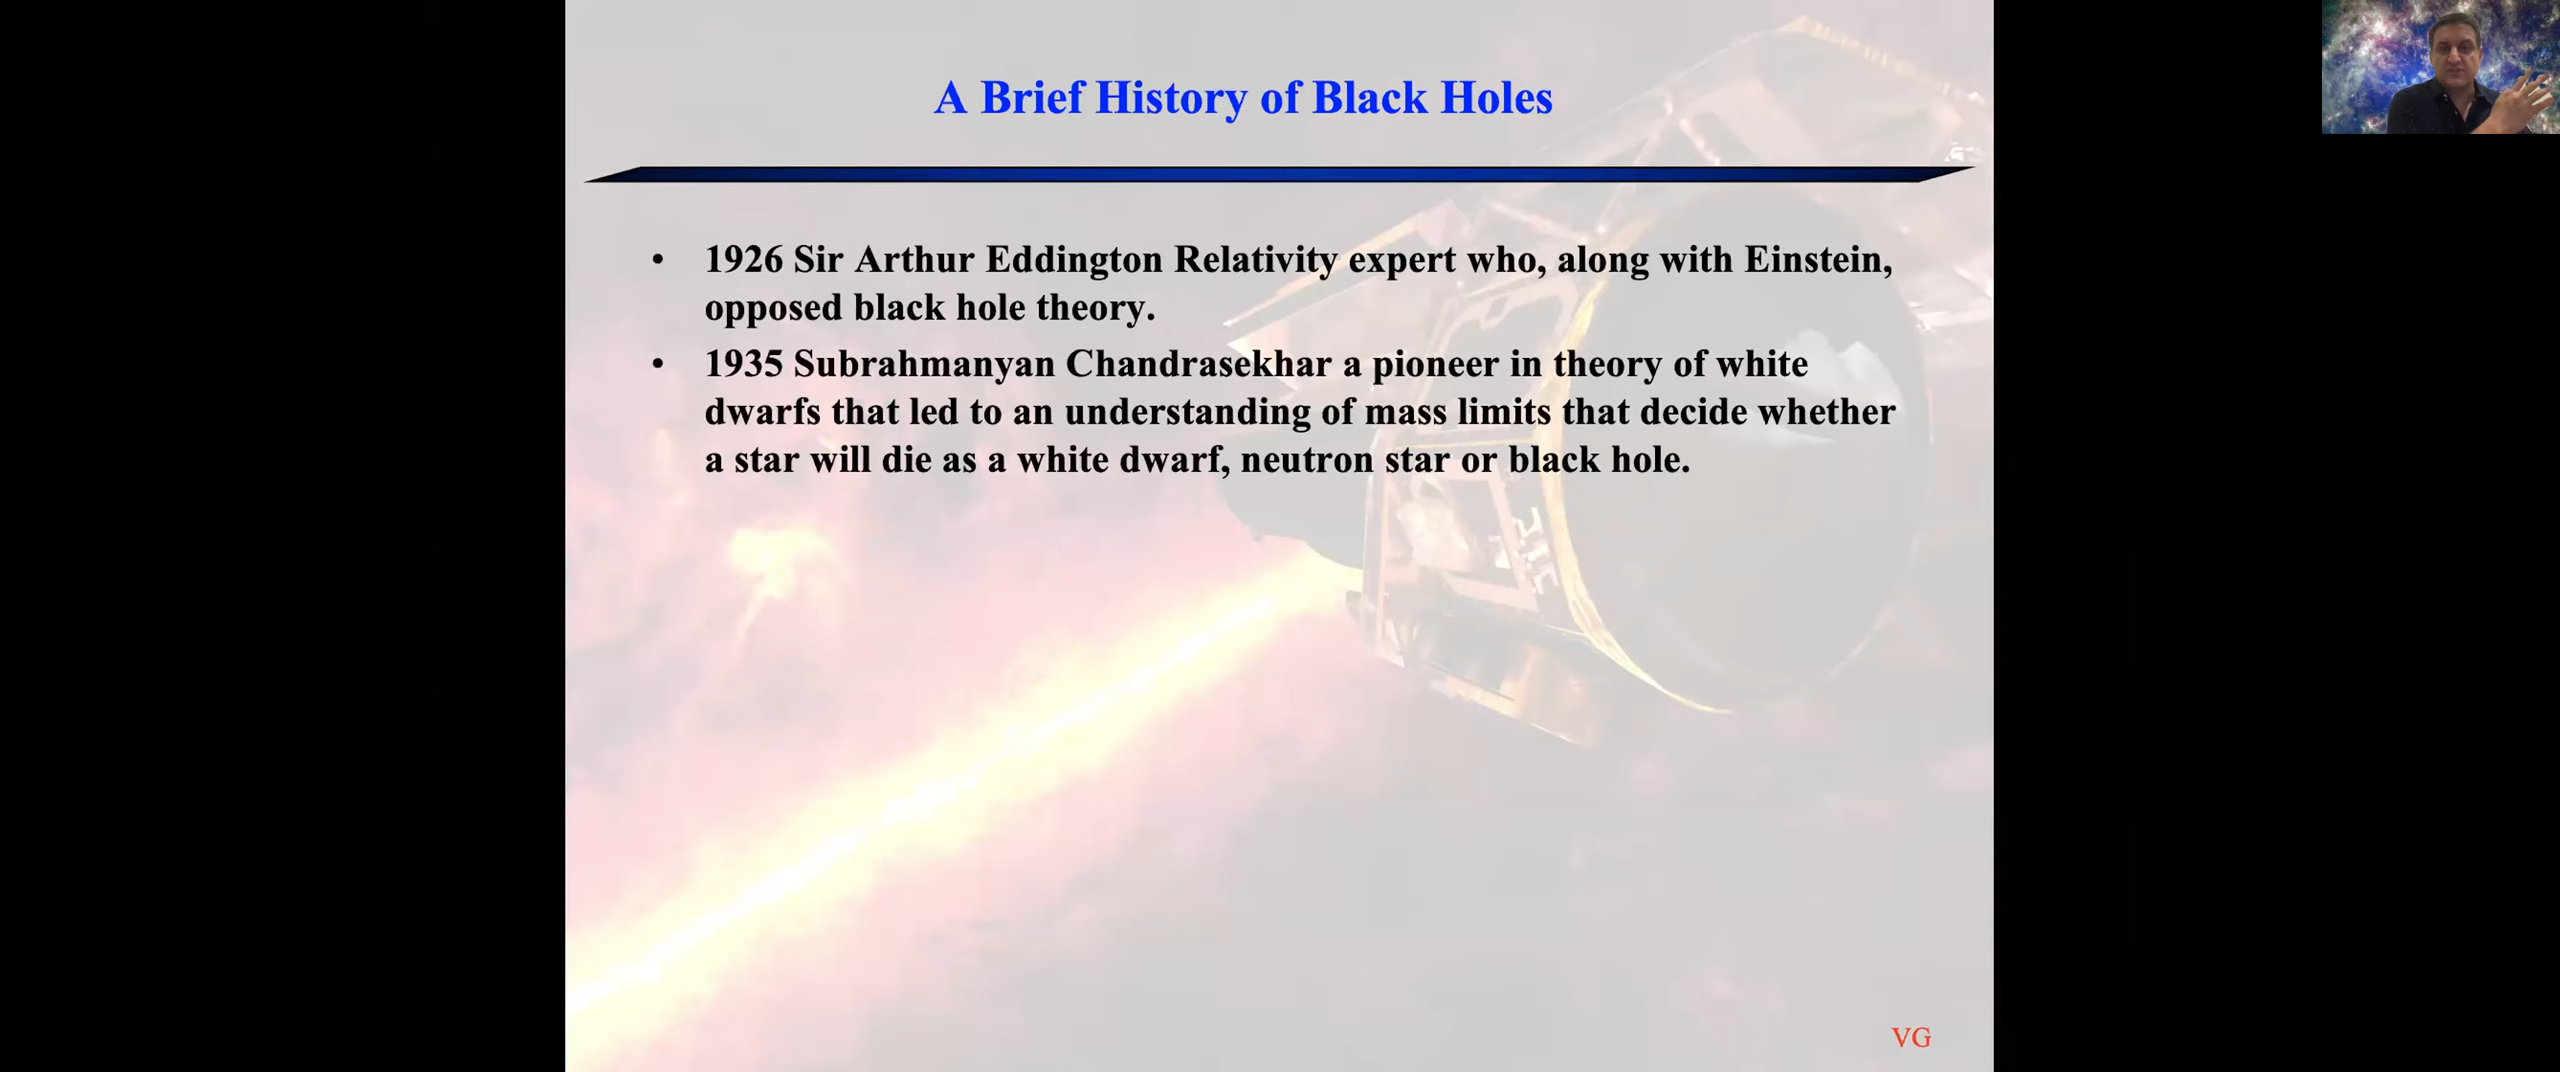 A Brief History of Black Holes
• 1926 Sir Arthur Eddington Relativity expert who, along with Einstein,
opposed black hole theory.
• 1935 Subrahmanyan Chandrasekhar a pioneer in theory of white
dwarfs that led to an understanding of mass limits that decide whether
a star will die as a white dwarf, neutron star or black hole.
VG